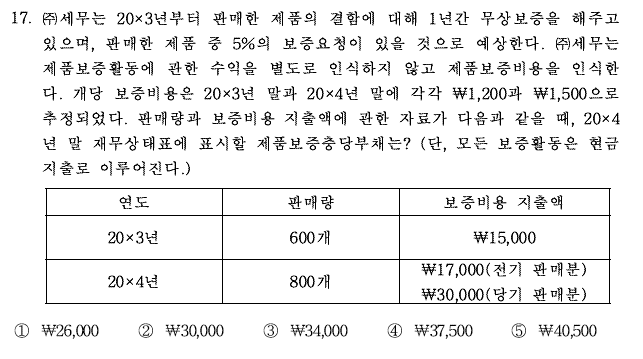 17. ㈜세무는 20×3년부터 판매한 제품의 결함에 대해 1년간 무상보증을 해주고
있으며, 판매한 제품 중 5%의 보증요청이 있을 것으로 예상한다. ㈜세무는
제품보증활동에 관한 수익을 별도로 인식하지 않고 제품보증비용을 인식한
다. 개당 보증비용은 20×3년 말과 20×4년 말에 각각 ₩1,200과 ₩1,500으로
추정되었다. 판매량과 보증비용 지출액에 관한 자료가 다음과 같을 때, 20×4
년 말 재무상태표에 표시할 제품보증충당부채는? (단, 모든 보증활동은 현금
지출로 이루어진다.)
연도 판매량 보증비용 지출액
20×3년 600개 ₩15,000
20×4년 800개 ₩17,000(전기 판매분)
₩30,000(당기 판매분)
① ₩26,000 ② ₩30,000 ③ ₩34,000 ④ ₩37,500 ⑤ ₩40,500